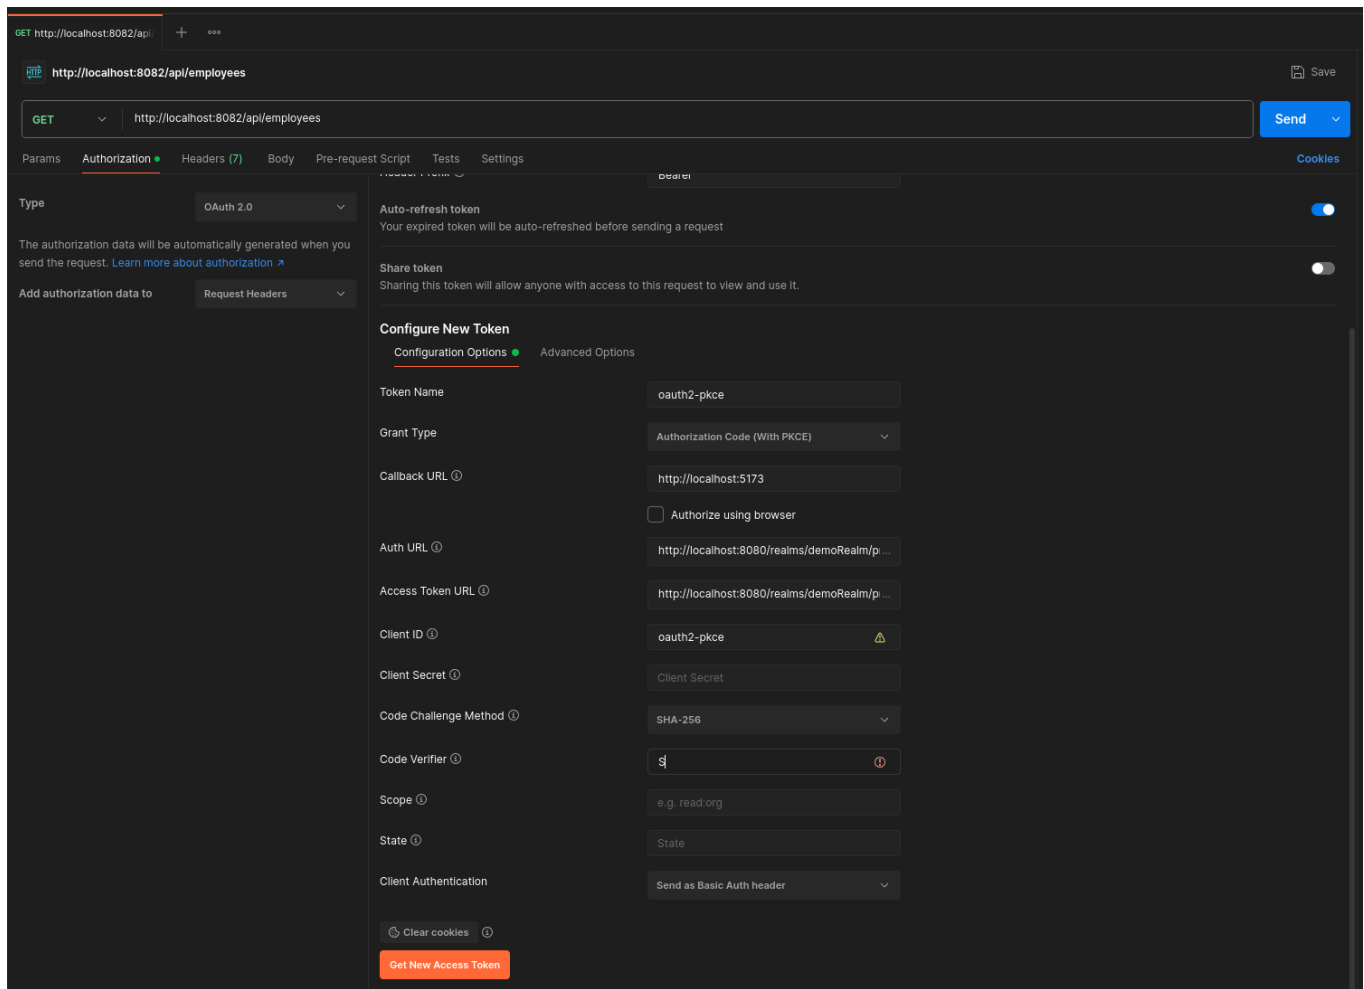 GET http://localhost:8082/api/
HTTP http://localhost:8082/api/employees
Save
GET http://localhost:8082/api/employees
Send
Params Authorization Headers (7) Body Pre-request Script Tests Settings
Cookies
Type
OAuth 2.0
The authorization data will be automatically generated when you
send the request. Learn more about authorization ↗
Add authorization data to
Request Headers
Header Prefix
Bearer
Auto-refresh token
Your expired token will be auto-refreshed before sending a request
Share token
Sharing this token will allow anyone with access to this request to view and use it.
Configure New Token
Configuration Options Advanced Options
Token Name
oauth2-pkce
Grant Type
Authorization Code (With PKCE)
Callback URL
http://localhost:5173
Authorize using browser
Auth URL
http://localhost:8080/realms/demoRealm/p...
Access Token URL
http://localhost:8080/realms/demoRealm/p...
Client ID
oauth2-pkce
Client Secret
Client Secret
Code Challenge Method
SHA-256
Code Verifier
S
Scope
e.g. read:org
State
State
Client Authentication
Send as Basic Auth header
Clear cookies
Get New Access Token